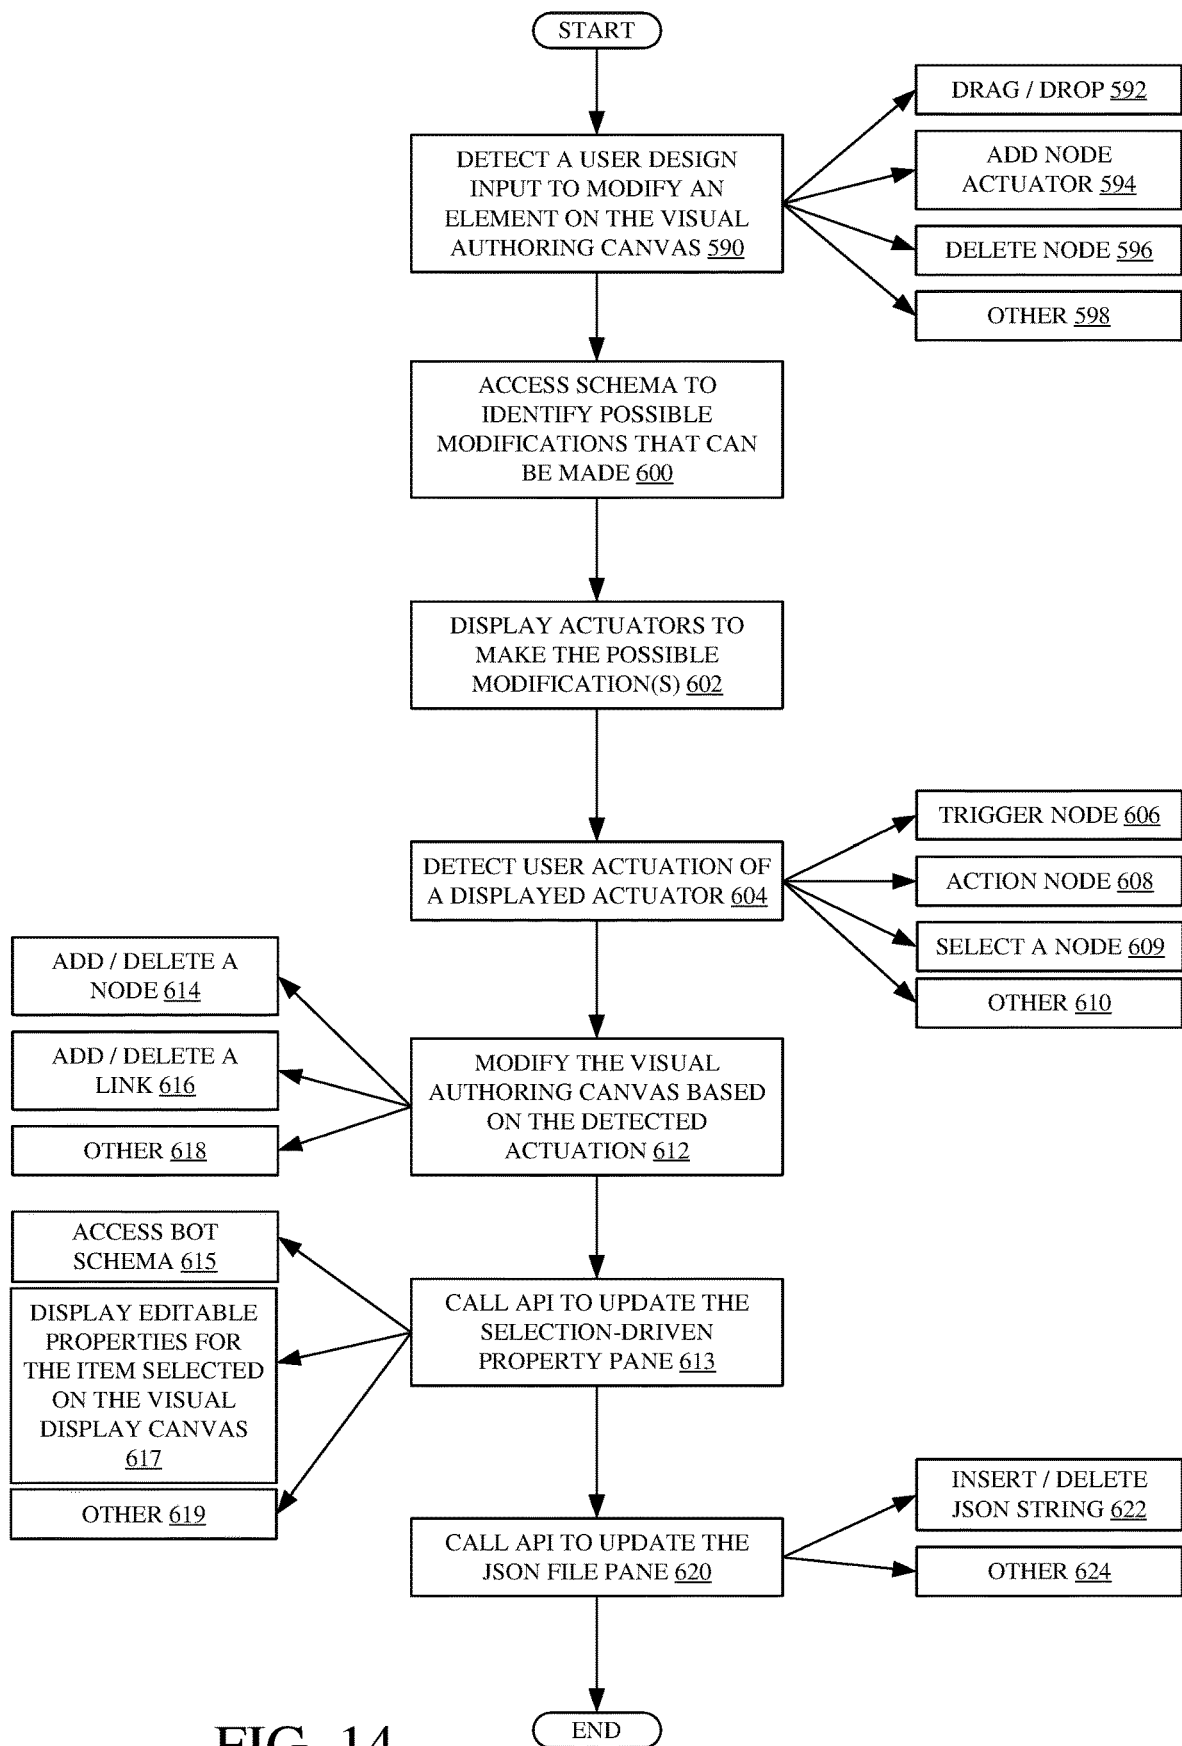 START
DETECT A USER DESIGN
INPUT TO MODIFY AN
ELEMENT ON THE VISUAL
AUTHORING CANVAS 590
DRAG / DROP 592
ADD NODE
ACTUATOR 594
DELETE NODE 596
OTHER 598
ACCESS SCHEMA TO
IDENTIFY POSSIBLE
MODIFICATIONS THAT CAN
BE MADE 600
DISPLAY ACTUATORS TO
MAKE THE POSSIBLE
MODIFICATION(S) 602
DETECT USER ACTUATION OF
A DISPLAYED ACTUATOR 604
TRIGGER NODE 606
ACTION NODE 608
SELECT A NODE 609
OTHER 610
MODIFY THE VISUAL
AUTHORING CANVAS BASED
ON THE DETECTED
ACTUATION 612
ADD / DELETE A
NODE 614
ADD / DELETE A
LINK 616
OTHER 618
CALL API TO UPDATE THE
SELECTION-DRIVEN
PROPERTY PANE 613
ACCESS BOT
SCHEMA 615
DISPLAY EDITABLE
PROPERTIES FOR
THE ITEM SELECTED
ON THE VISUAL
DISPLAY CANVAS
617
OTHER 619
CALL API TO UPDATE THE
JSON FILE PANE 620
INSERT / DELETE
JSON STRING 622
OTHER 624
END
FIG. 14